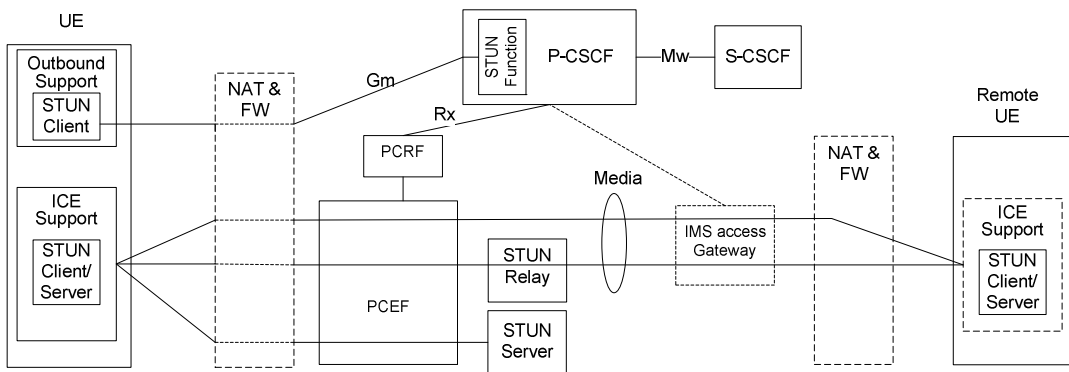 UE
Outbound
Support
STUN
Client
NAT &
FW
Gm
STUN
Function
P-CSCF
Mw
S-CSCF
Rx
PCRF
Remote
UE
NAT &
FW
Media
ICE
Support
STUN
Client/
Server
PCEF
STUN
Relay
STUN
Server
IMS access
Gateway
ICE
Support
STUN
Client/
Server